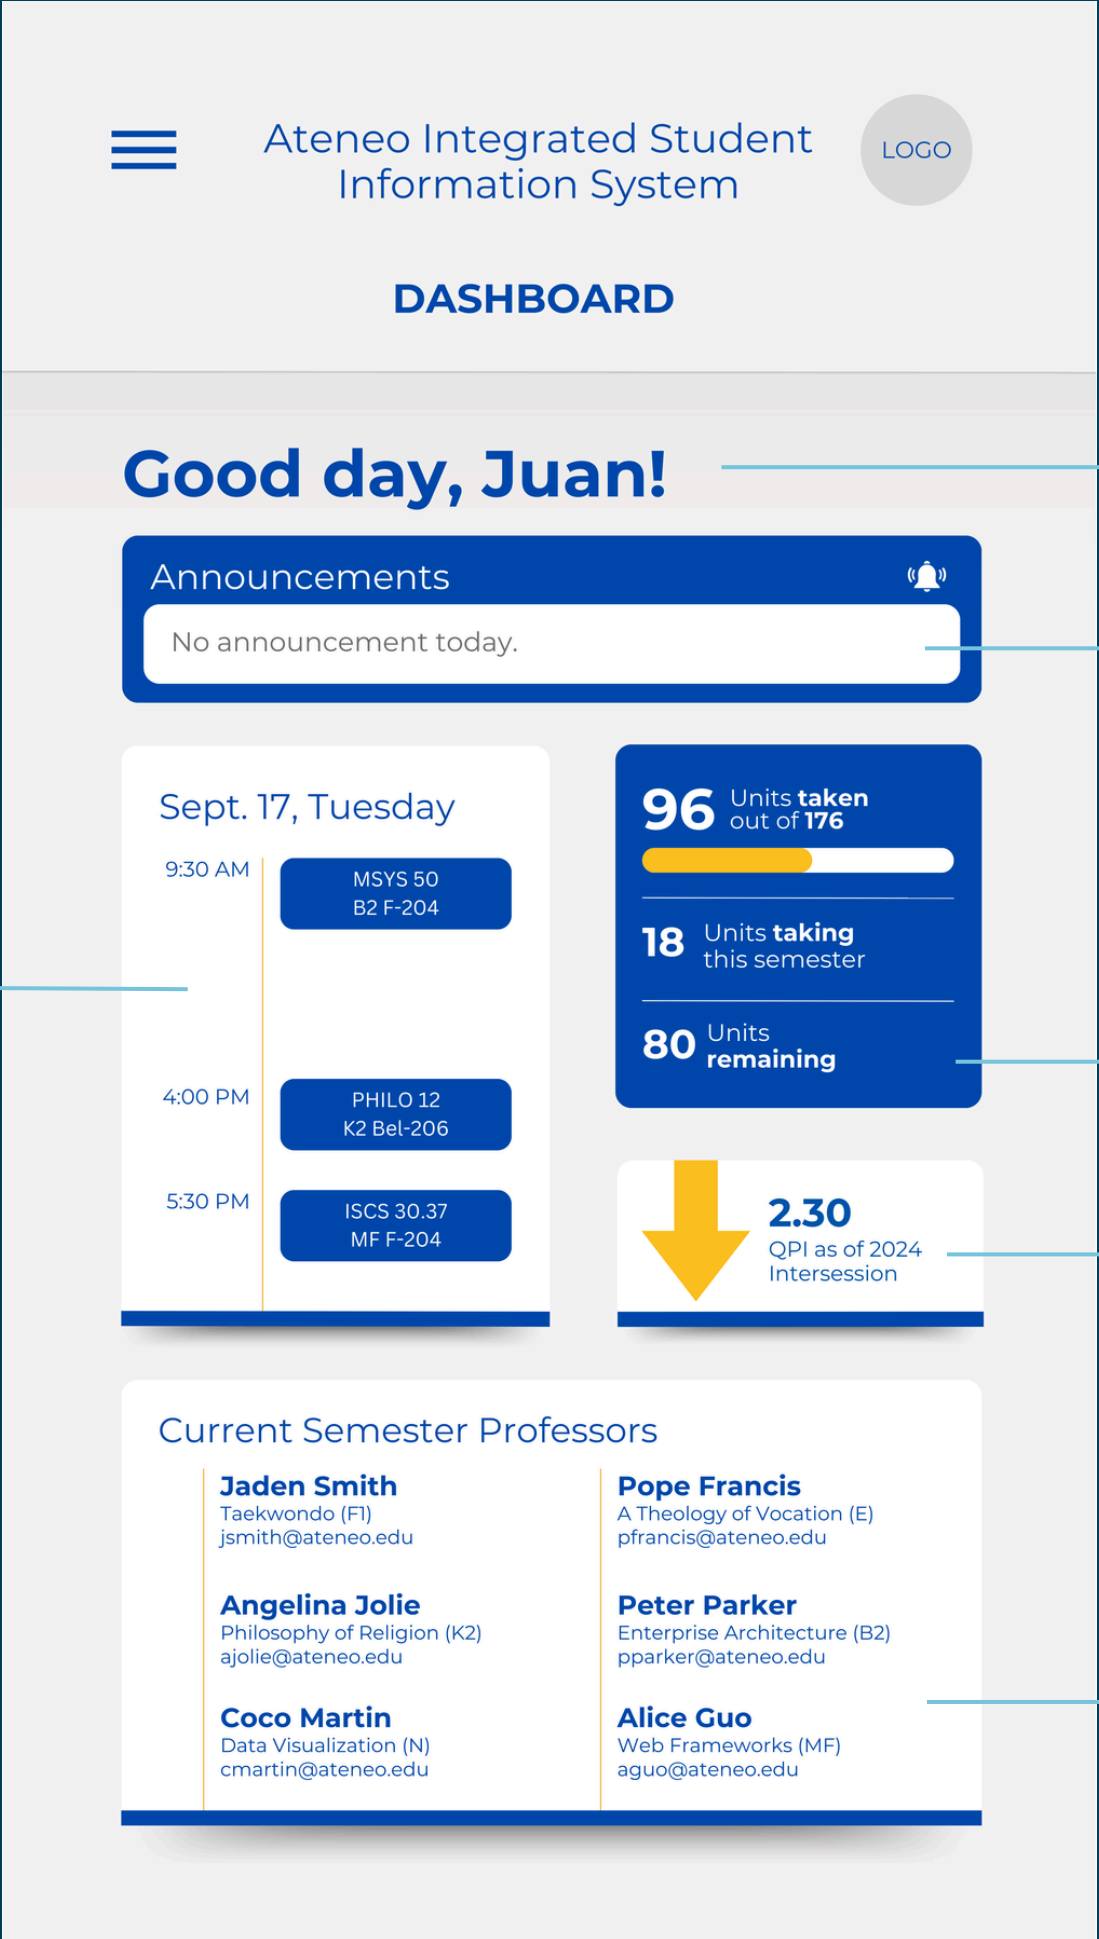 Ateneo Integrated Student
Information System
LOGO
DASHBOARD
Good day, Juan!
Announcements
No announcement today.
Sept. 17, Tuesday
9:30 AM
MSYS 50
B2 F-204
4:00 PM
PHILO 12
K2 Bel-206
5:30 PM
ISCS 30.37
MF F-204
96 Units taken
out of 176
18 Units taking
this semester
80 Units
remaining
2.30
QPI as of 2024
Intersession
Current Semester Professors
Jaden Smith
Taekwondo (F1)
jsmith@ateneo.edu
Pope Francis
A Theology of Vocation (E)
pfrancis@ateneo.edu
Angelina Jolie
Philosophy of Religion (K2)
ajolie@ateneo.edu
Peter Parker
Enterprise Architecture (B2)
pparker@ateneo.edu
Coco Martin
Data Visualization (N)
cmartin@ateneo.edu
Alice Guo
Web Frameworks (MF)
aguo@ateneo.edu